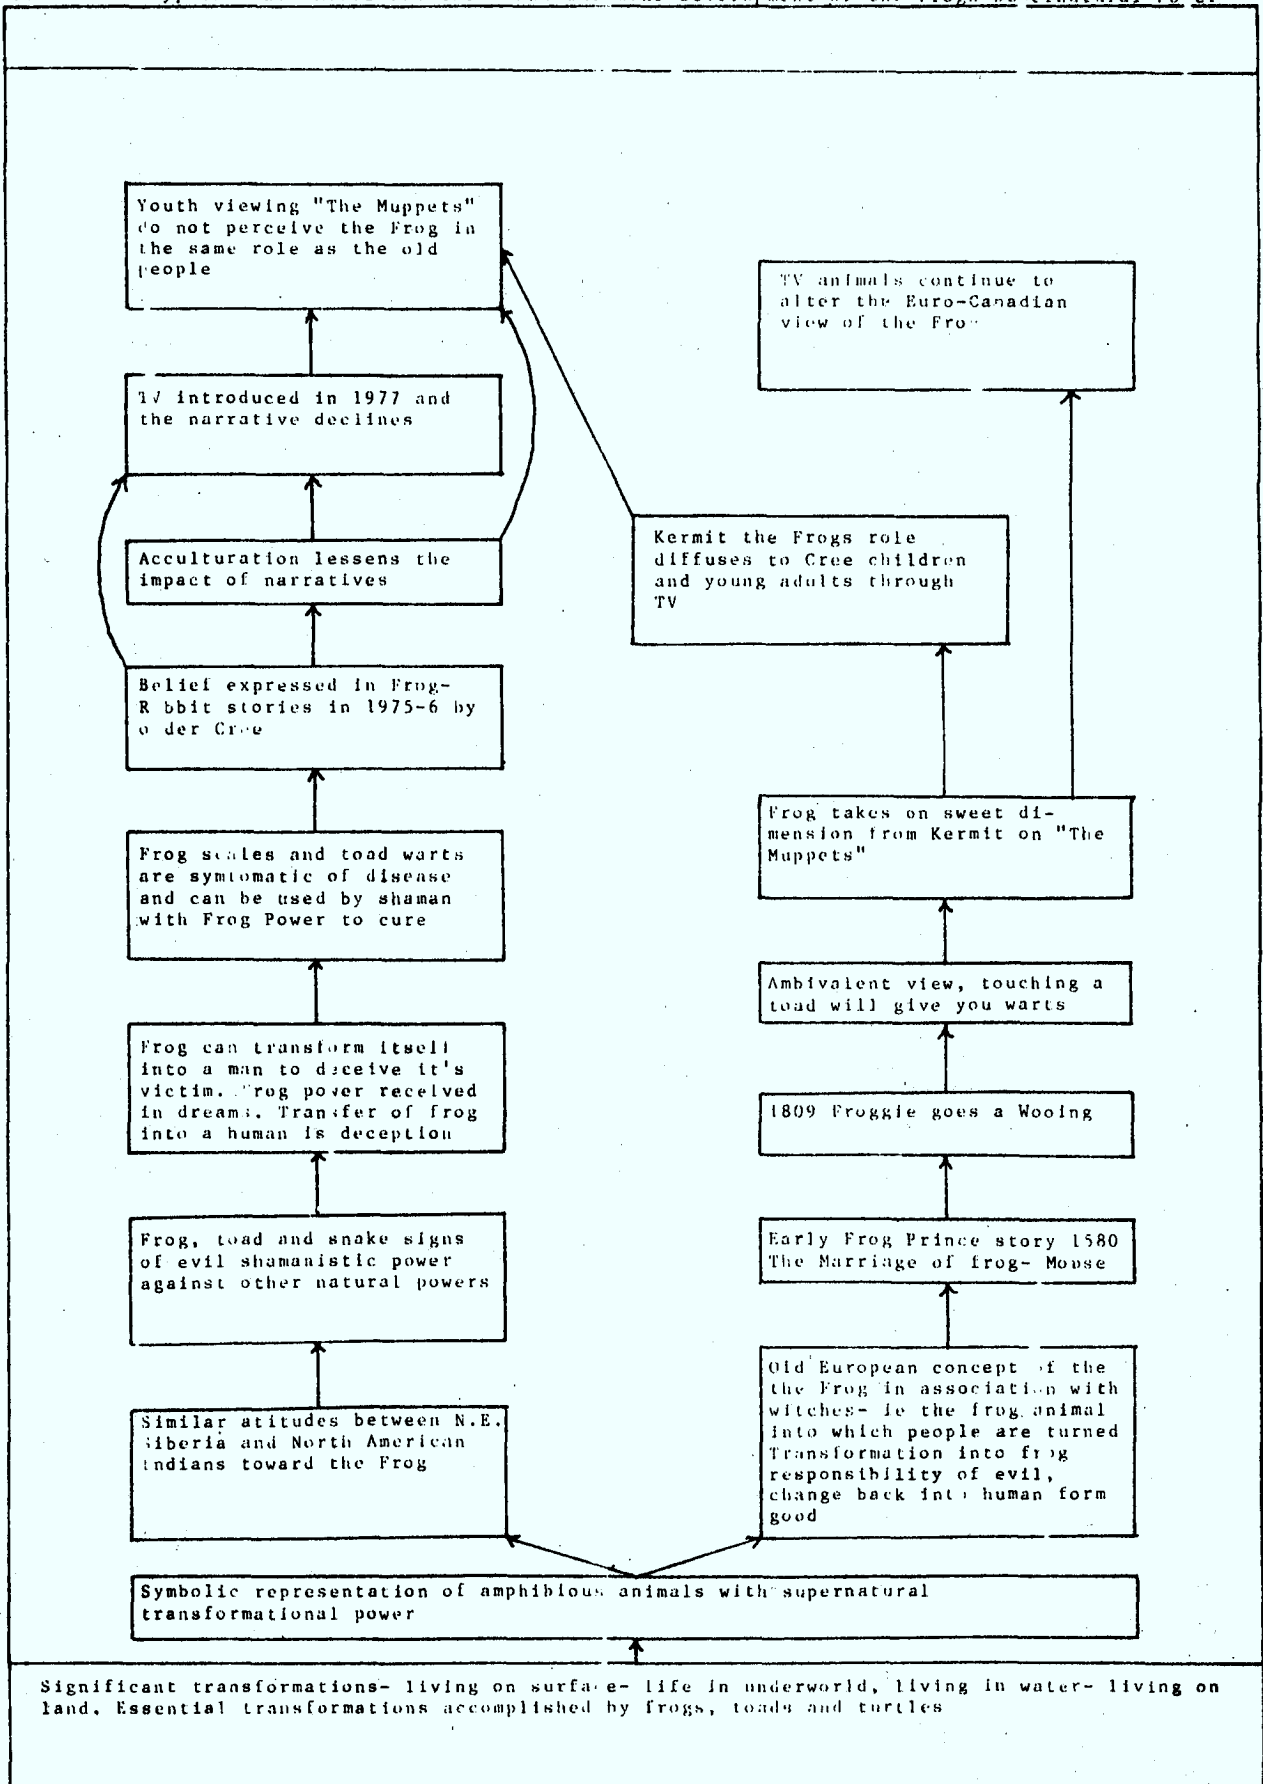 Youth viewing "The Muppets"
do not perceive the Frog in
the same role as the old
people
TV animals continue to
alter the Euro-Canadian
view of the
TV introduced in 1977 and
the narrative declines
Kermit the Frogs role
diffuses to Cree children
and young adults through
TV
Acculturation lessens the
impact of narratives
Belief expressed in Frog-
Rabbit stories in 1975-6 by
older Cree
Frog takes on sweet di-
mension from Kermit on "The
Muppets"
Frog scales and toad warts
are symtomatic of disease
and can be used by shaman
with Frog Power to cure
Ambivalent view, touching a
toad will give you warts
Frog can transform itself
into a man to deceive it's
victim. Frog power received
in dreams. Transfer of frog
into a human is deception
1809 Froggie goes a Wooing
Frog, toad and snake signs
of evil shamanistic power
against other natural powers
Early Frog Prince story 1580
The Marriage of frog- Mouse
Old European concept of the
the Frog in association with
witches- ie the frog animal
into which people are turned
Transformation into frog
responsibility of evil,
change back into human form
good
Similar atitudes between N.E.
Siberia and North American
Indians toward the Frog
Symbolic representation of amphibious animals with supernatural
transformational power
Significant transformations- living on surface- life in underworld, living in water- living on
land. Essential transformations accomplished by frogs, toads and turtles